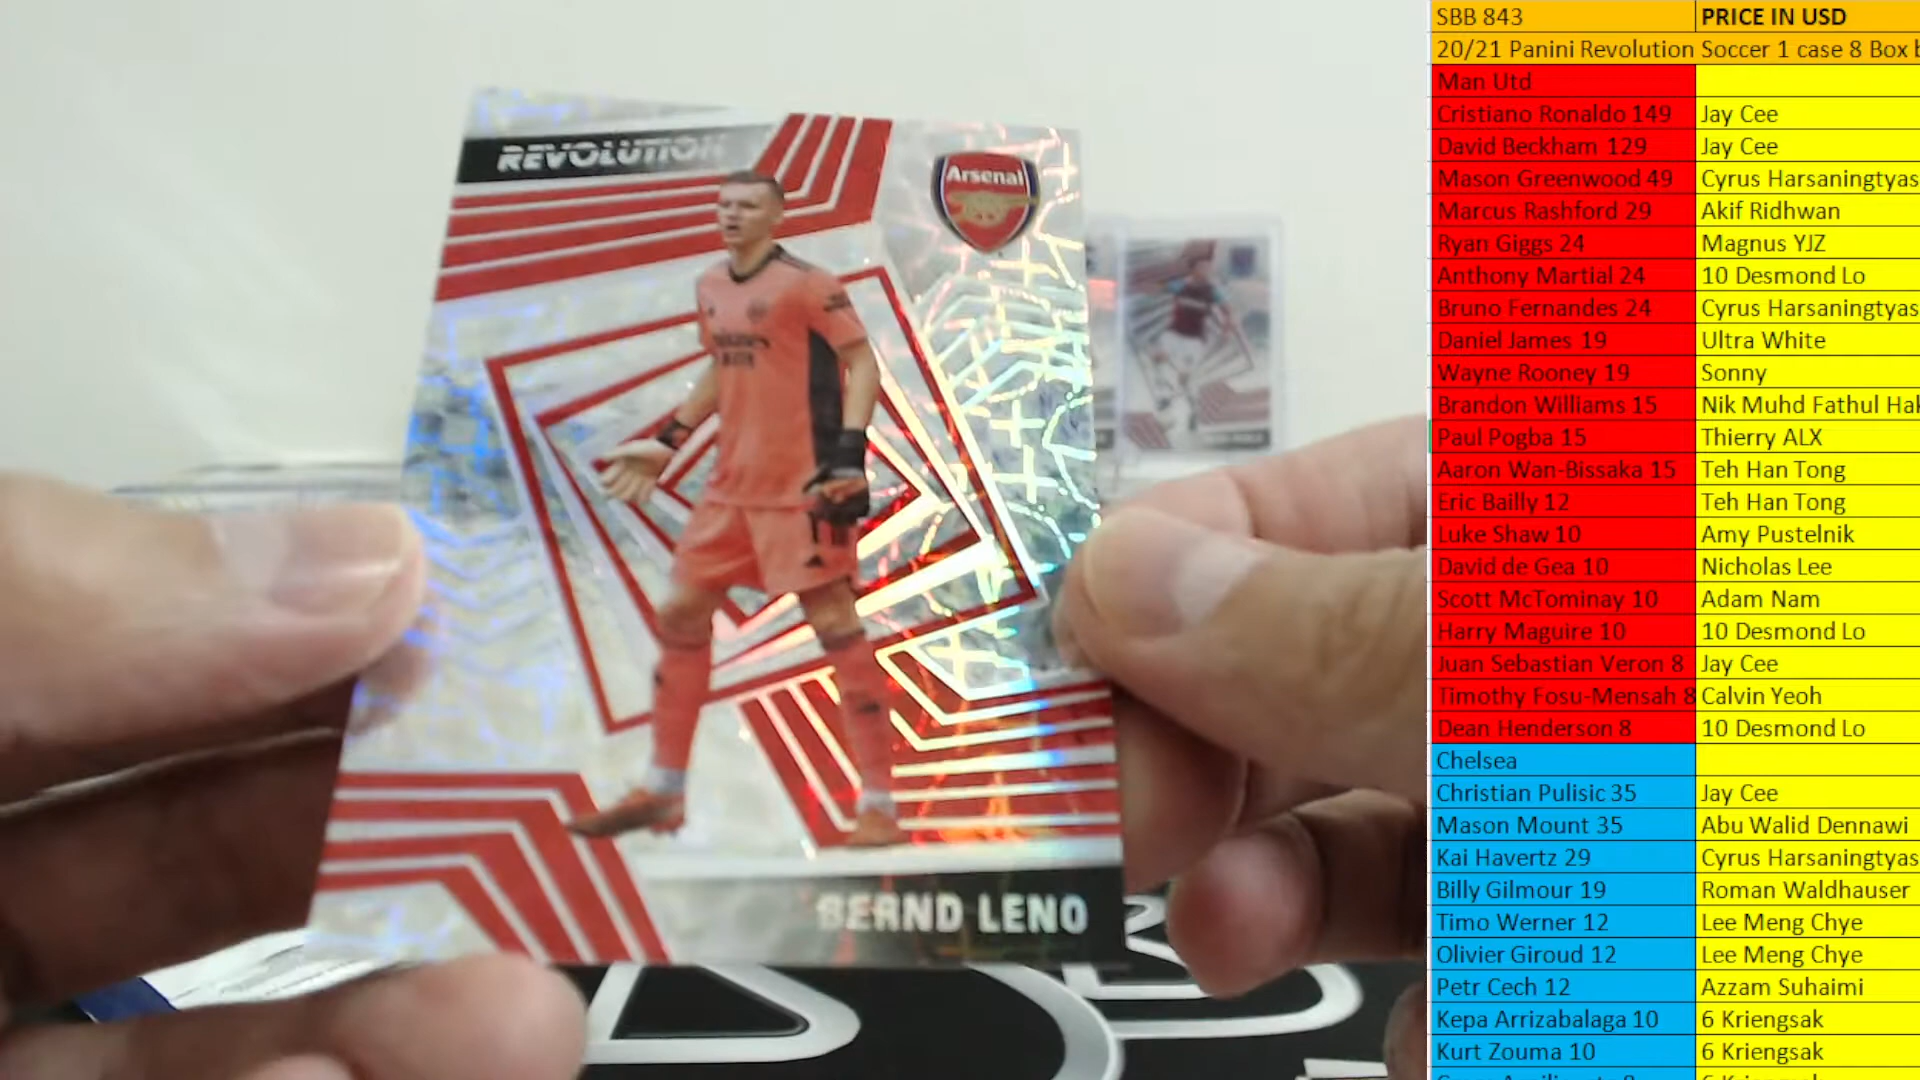 REVOLUTION
Arsenal
BERND LENO
SBB 843 PRICE IN USD
20/21 Panini Revolution Soccer 1 case 8 Box
Man Utd
Cristiano Ronaldo 149 Jay Cee
David Beckham 129 Jay Cee
Mason Greenwood 49 Cyrus Harsaningtyas
Marcus Rashford 29 Akif Ridhwan
Ryan Giggs 24 Magnus YJZ
Anthony Martial 24 10 Desmond Lo
Bruno Fernandes 24 Cyrus Harsaningtyas
Daniel James 19 Ultra White
Wayne Rooney 19 Sonny
Brandon Williams 15 Nik Muhd Fathul
Paul Pogba 15 Thierry ALX
Aaron Wan-Bissaka 15 Teh Han Tong
Eric Bailly 12 Teh Han Tong
Luke Shaw 10 Amy Pustelnik
David de Gea 10 Nicholas Lee
Scott McTominay 10 Adam Nam
Harry Maguire 10 10 Desmond Lo
Juan Sebastian Veron 8 Jay Cee
Timothy Fosu-Mensah 8 Calvin Yeoh
Dean Henderson 8 10 Desmond Lo
Chelsea
Christian Pulisic 35 Jay Cee
Mason Mount 35 Abu Walid Dennawi
Kai Havertz 29 Cyrus Harsaningtyas
Billy Gilmour 19 Roman Waldhauser
Timo Werner 12 Lee Meng Chye
Olivier Giroud 12 Lee Meng Chye
Petr Cech 12 Azzam Suhaimi
Kepa Arrizabalaga 10 6 Kriengsak
Kurt Zouma 10 6 Kriengsak